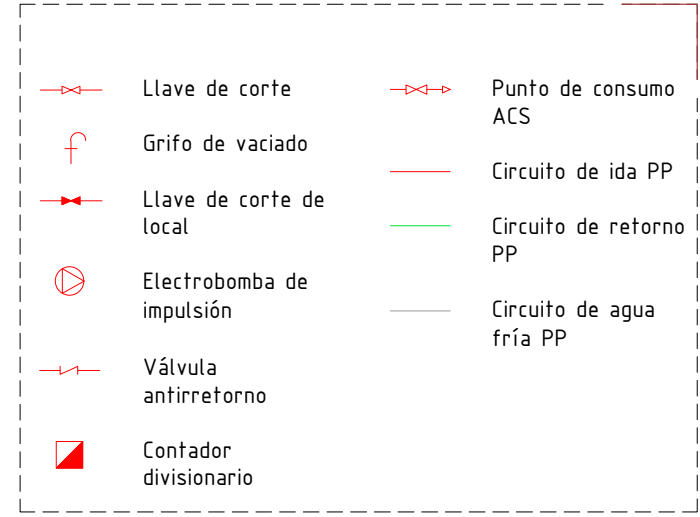 Llave de corte
Grifo de vaciado
Llave de corte de
local
Electrobomba de
impulsión
Válvula
antirretorno
Contador
divisionario
Punto de consumo
ACS
Circuito de ida PP
Circuito de retorno
PP
Circuito de agua
fría PP